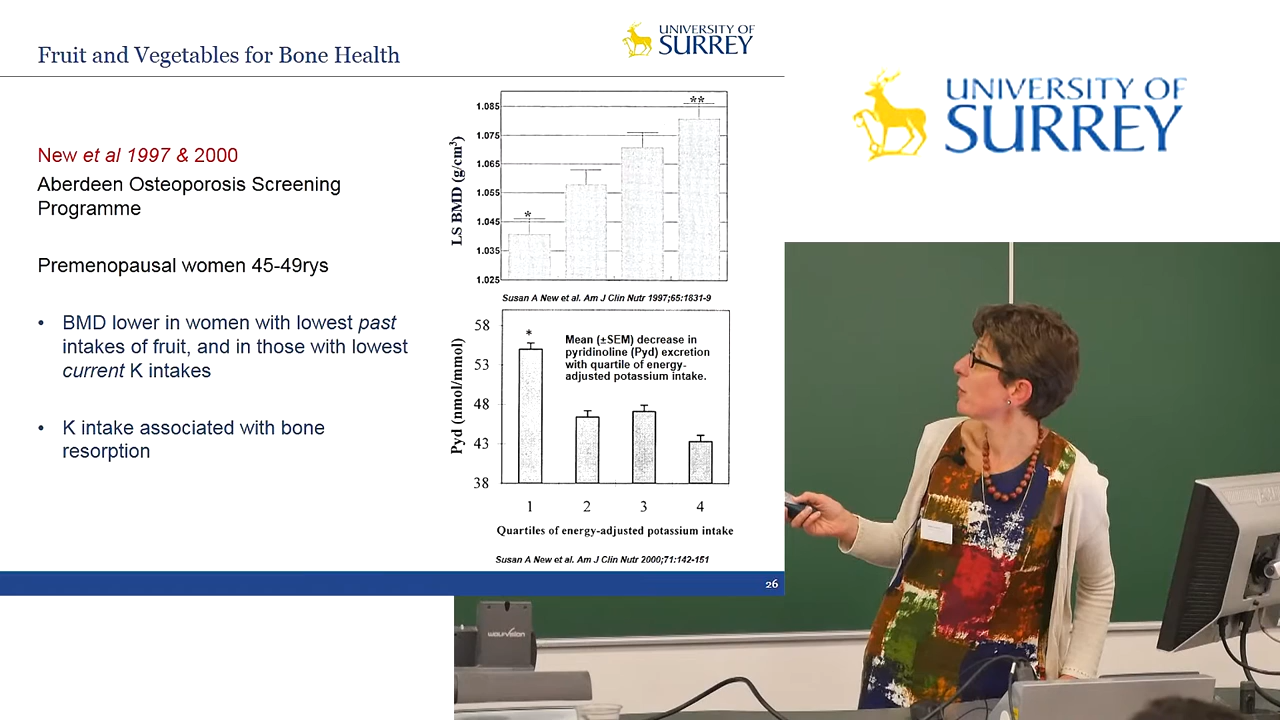 Fruit and Vegetables for Bone Health
UNIVERSITY OF
SURREY
UNIVERSITY OF
SURREY
New et al 1997 & 2000
Aberdeen Osteoporosis Screening
Programme
Premenopausal women 45-49rys
• BMD lower in women with lowest past
intakes of fruit, and in those with lowest
current K intakes
• K intake associated with bone
resorption
LS BMD (g/cm³)
1.085
1.075
1.065
1.055
1.045
1.035
1.025
*
**
Susan A New et al. Am J Clin Nutr 1997;65:1831-9
Pyd (nmol/mmol)
58
53
48
43
38
*
Mean (±SEM) decrease in
pyridinoline (Pyd) excretion
with quartile of energy-
adjusted potassium intake.
1 2 3 4
Quartiles of energy-adjusted potassium intake
Susan A New et al. Am J Clin Nutr 2000;71:142-151
26
wolfvision